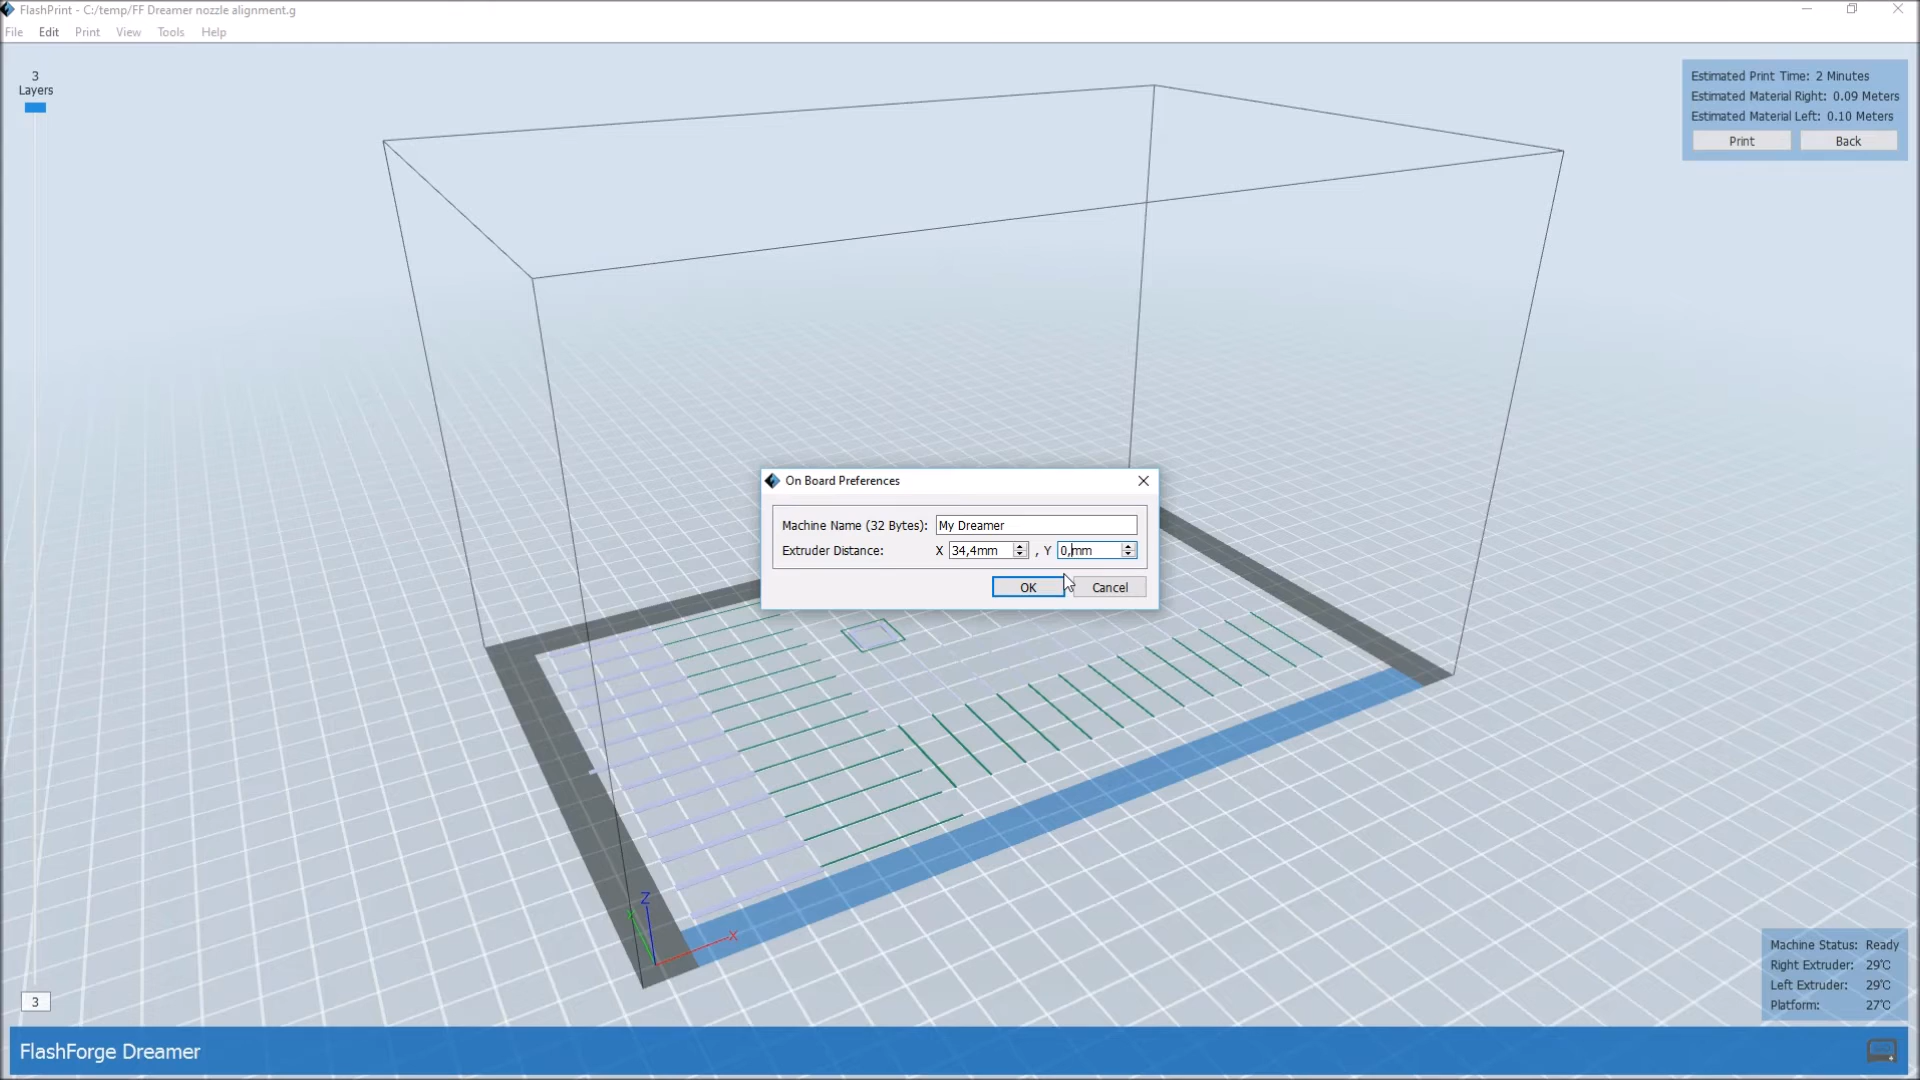 FlashPrint - C:/temp/FF Dreamer nozzle alignment.g
File Edit Print View Tools Help
3
Layers
Estimated Print Time: 2 Minutes
Estimated Material Right: 0.09 Meters
Estimated Material Left: 0.10 Meters
Print Back
On Board Preferences
Machine Name (32 Bytes): My Dreamer
Extruder Distance: X 34,4mm , Y 0,mm
OK Cancel
Z
X
Machine Status: Ready
Right Extruder: 29℃
Left Extruder: 29℃
Platform: 27℃
3
FlashForge Dreamer